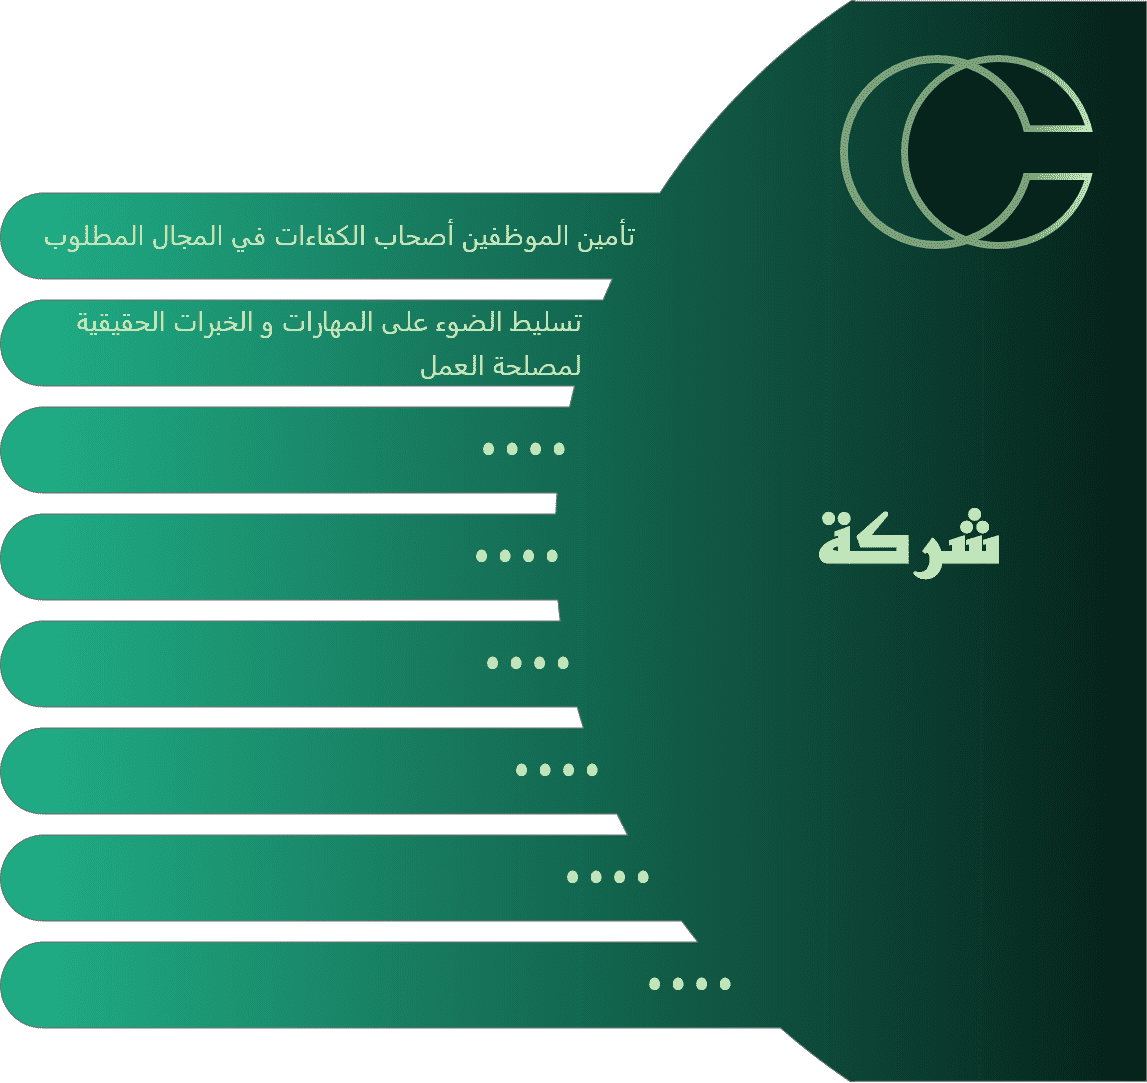 تأمين الموظفين أصحاب الكفاءات في المجال المطلوب
تسليط الضوء على المهارات و الخبرات الحقيقية
لمصلحة العمل
••••
••••
••••
••••
••••
••••
شركة